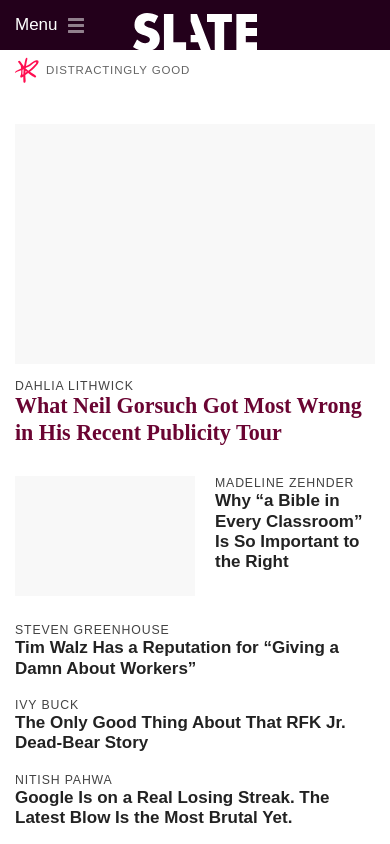 Menu
SLATE
DISTRACTINGLY GOOD
DAHLIA LITHWICK
What Neil Gorsuch Got Most Wrong
in His Recent Publicity Tour
MADELINE ZEHNDER
Why “a Bible in
Every Classroom”
Is So Important to
the Right
STEVEN GREENHOUSE
Tim Walz Has a Reputation for “Giving a
Damn About Workers”
IVY BUCK
The Only Good Thing About That RFK Jr.
Dead-Bear Story
NITISH PAHWA
Google Is on a Real Losing Streak. The
Latest Blow Is the Most Brutal Yet.